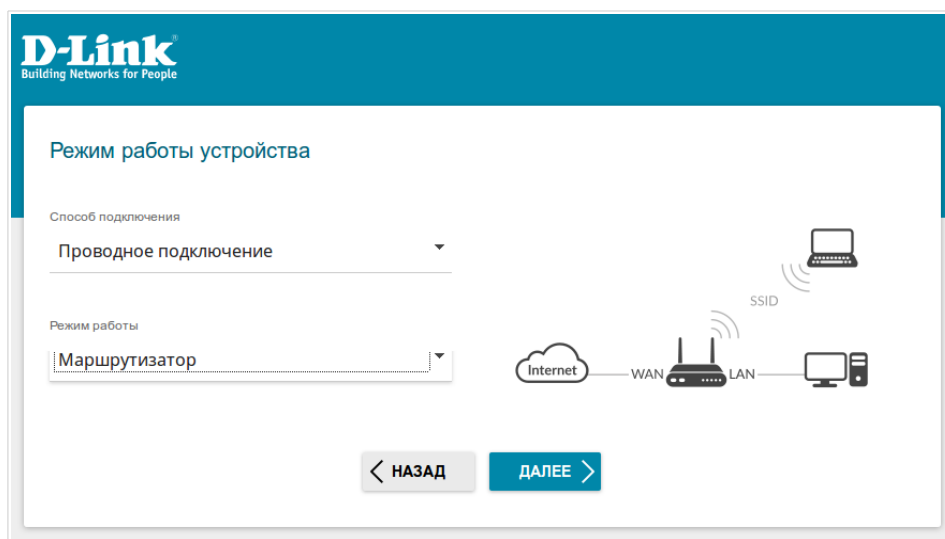 D-Link
Building Networks for People
Режим работы устройства
Способ подключения
Проводное подключение
Режим работы
Маршрутизатор
SSID
Internet
WAN
LAN
НАЗАД
ДАЛЕЕ